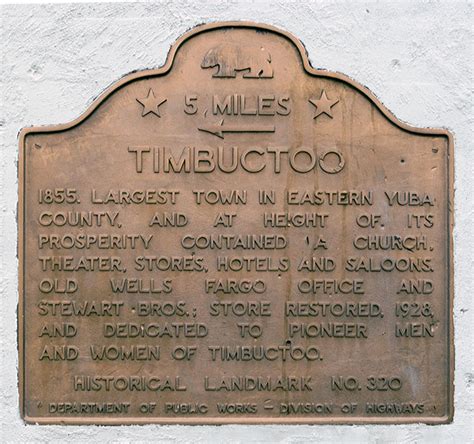 5 MILES
TIMBUCTOO
1855. LARGEST TOWN IN EASTERN YUBA
COUNTY, AND AT HEIGHT OF ITS
PROSPERITY CONTAINED A CHURCH,
THEATER, STORES, HOTELS AND SALOONS.
OLD WELLS FARGO OFFICE AND
STEWART BROS.; STORE RESTORED, 1928,
AND DEDICATED TO PIONEER MEN
AND WOMEN OF TIMBUCTOO.
HISTORICAL LANDMARK NO. 320
DEPARTMENT OF PUBLIC WORKS — DIVISION OF HIGHWAYS